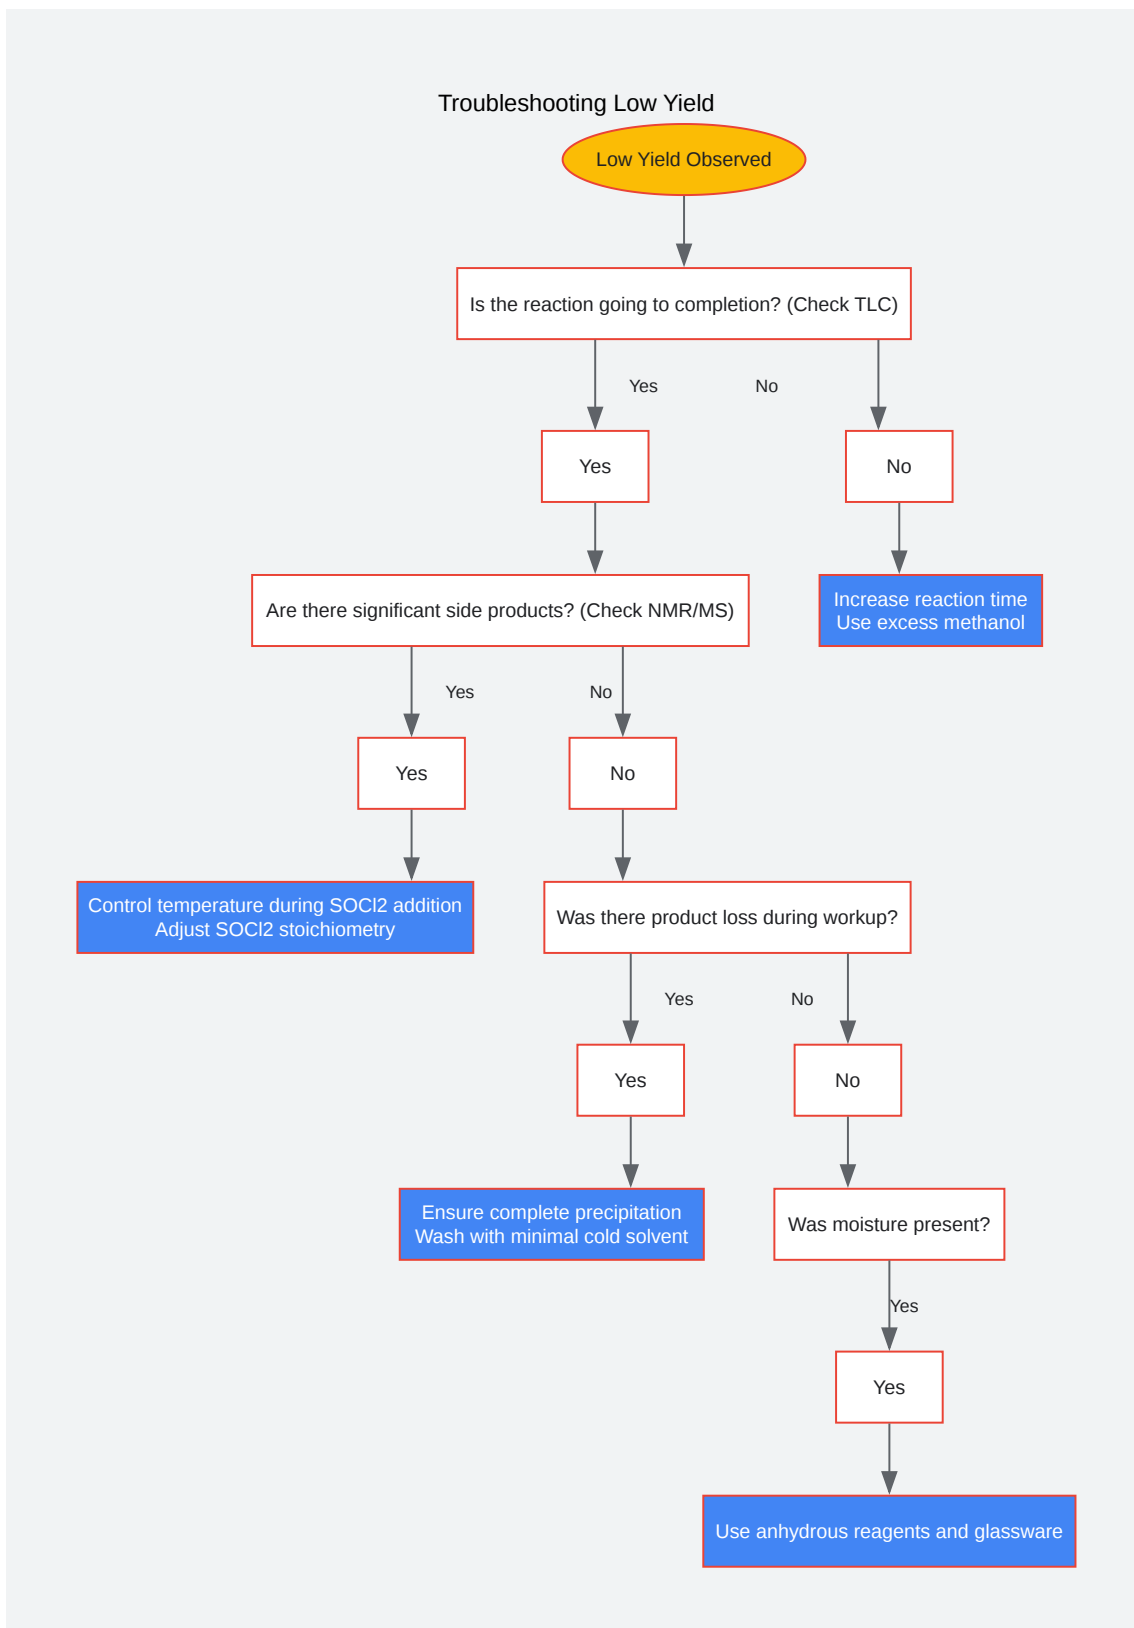 Troubleshooting Low Yield
Low Yield Observed
Is the reaction going to completion? (Check TLC)
Yes
No
Yes
No
Are there significant side products? (Check NMR/MS)
Increase reaction time
Use excess methanol
Yes
No
Yes
No
Control temperature during SOCl2 addition
Adjust SOCl2 stoichiometry
Was there product loss during workup?
Yes
No
Yes
No
Ensure complete precipitation
Wash with minimal cold solvent
Was moisture present?
Yes
Yes
Use anhydrous reagents and glassware